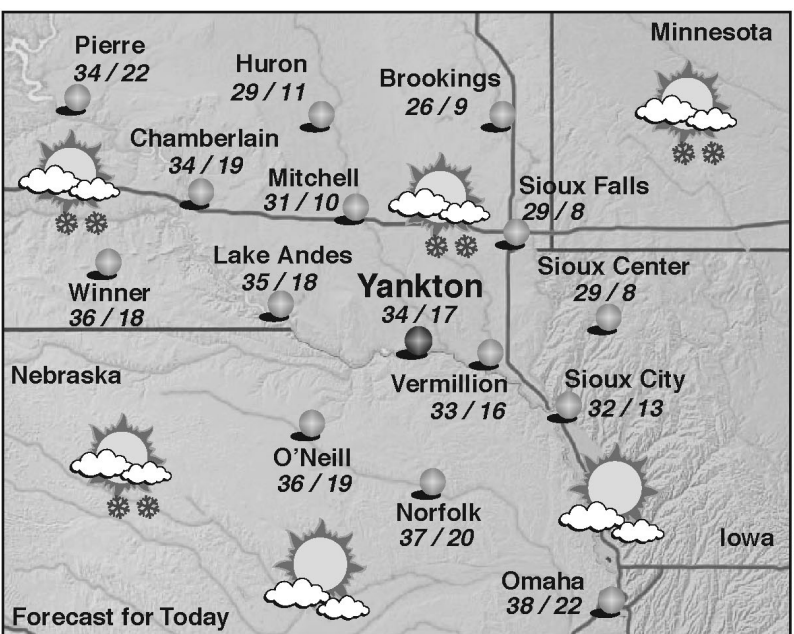 Minnesota
Pierre
34 / 22
Huron
29 / 11
Brookings
26 / 9
Chamberlain
34 / 19
Mitchell
31 / 10
Sioux Falls
29 / 8
Lake Andes
35 / 18
Yankton
34 / 17
Sioux Center
29 / 8
Winner
36 / 18
Nebraska
Vermillion
33 / 16
Sioux City
32 / 13
O'Neill
36 / 19
Norfolk
37 / 20
Iowa
Omaha
38 / 22
Forecast for Today